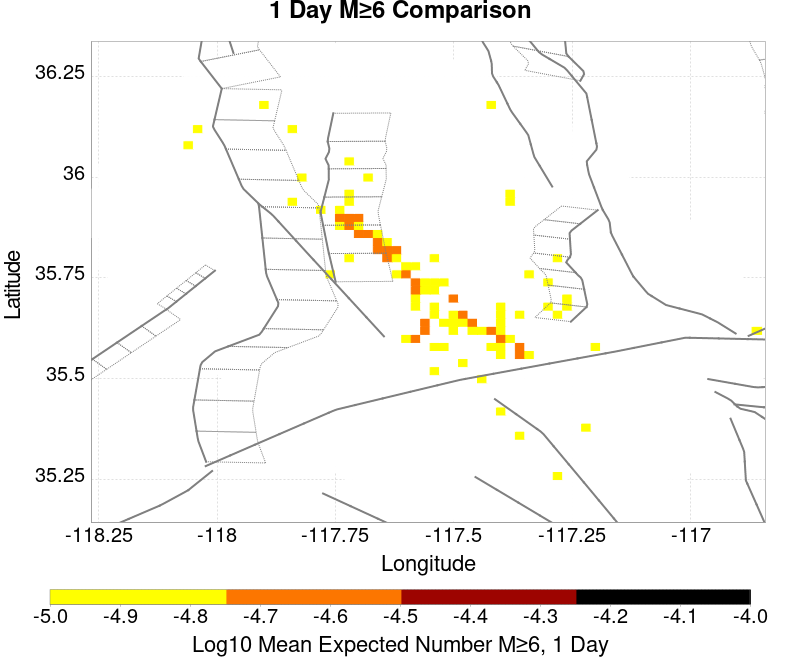 1 Day M≥6 Comparison
36.25
36
35.75
35.5
35.25
Latitude
-118.25 -118 -117.75 -117.5 -117.25 -117
Longitude
-5.0 -4.9 -4.8 -4.7 -4.6 -4.5 -4.4 -4.3 -4.2 -4.1 -4.0
Log10 Mean Expected Number M≥6, 1 Day